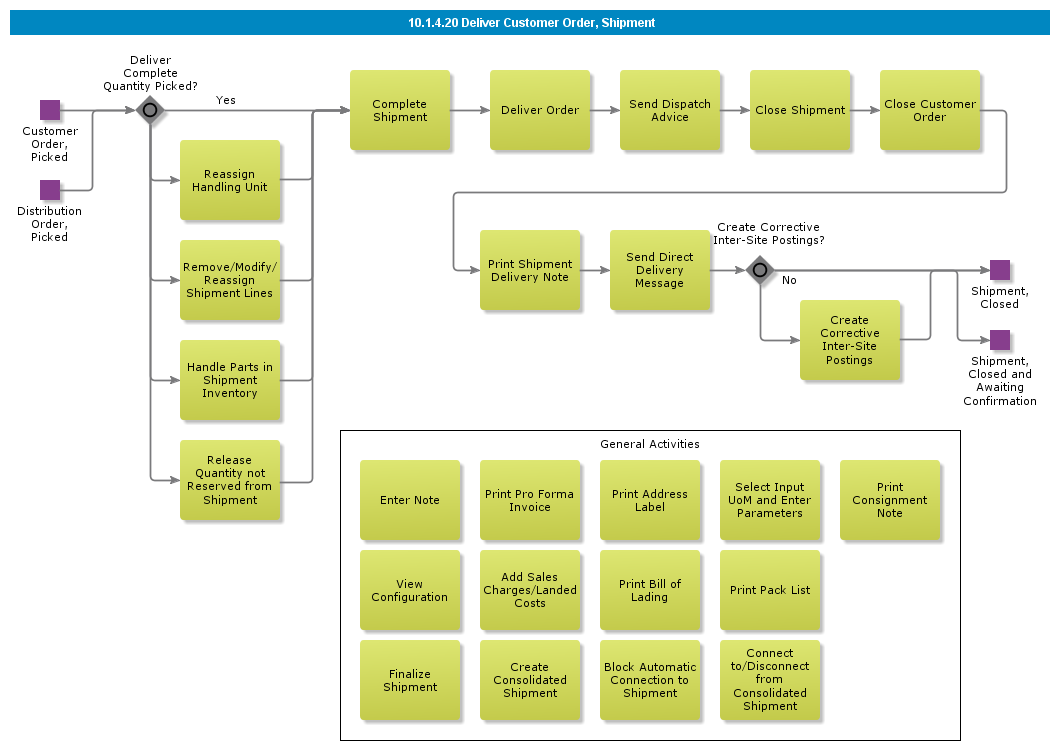 10.1.4.20 Deliver Customer Order, Shipment
Deliver
Complete
Quantity Picked?
Yes
Customer
Order,
Picked
Distribution
Order,
Picked
Reassign
Handling Unit
Remove/Modify/
Reassign
Shipment Lines
Handle Parts in
Shipment
Inventory
Release
Quantity not
Reserved from
Shipment
Complete
Shipment
Deliver Order
Send Dispatch
Advice
Close Shipment
Close Customer
Order
Print Shipment
Delivery Note
Send Direct
Delivery
Message
Create Corrective
Inter-Site Postings?
No
Create
Corrective
Inter-Site
Postings
Shipment,
Closed
Shipment,
Closed and
Awaiting
Confirmation
General Activities
Enter Note
Print Pro Forma
Invoice
Print Address
Label
Select Input
UoM and Enter
Parameters
Print
Consignment
Note
View
Configuration
Add Sales
Charges/Landed
Costs
Print Bill of
Lading
Print Pack List
Finalize
Shipment
Create
Consolidated
Shipment
Block Automatic
Connection to
Shipment
Connect
to/Disconnect
from
Consolidated
Shipment